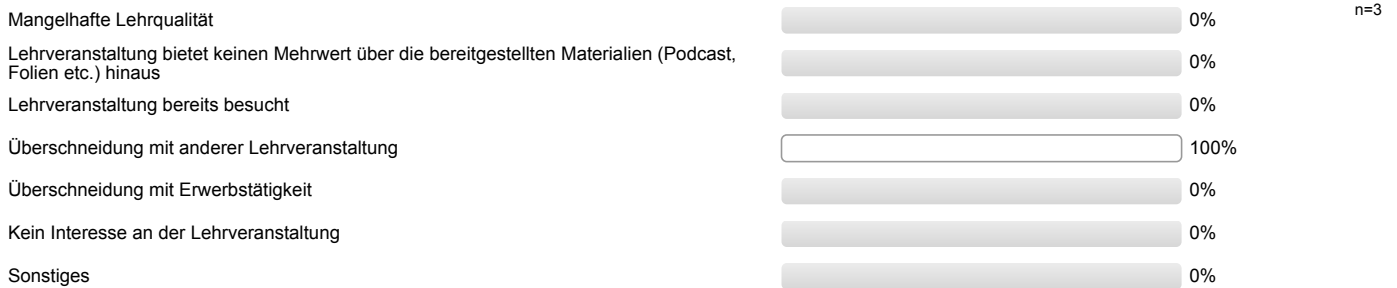 Mangelhafte Lehrqualität 0% n=3
Lehrveranstaltung bietet keinen Mehrwert über die bereitgestellten Materialien (Podcast,
Folien etc.) hinaus 0%
Lehrveranstaltung bereits besucht 0%
Überschneidung mit anderer Lehrveranstaltung 100%
Überschneidung mit Erwerbstätigkeit 0%
Kein Interesse an der Lehrveranstaltung 0%
Sonstiges 0%